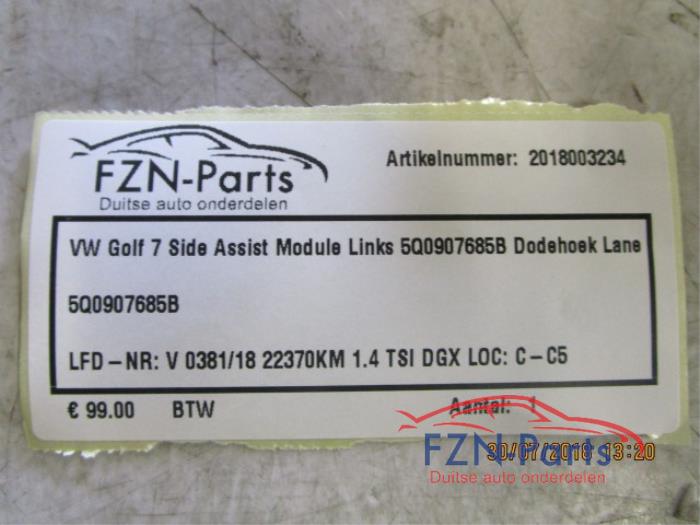 FZN-Parts
Duitse auto onderdelen
Artikelnummer: 2018003234
VW Golf 7 Side Assist Module Links 5Q0907685B Dodehoek Lane
5Q0907685B
LFD-NR: V 0381/18 22370KM 1.4 TSI DGX LOC: C-C5
€ 99.00 BTW Aantal: 1
30/07/2018 13:20
FZN-Parts
Duitse auto onderdelen